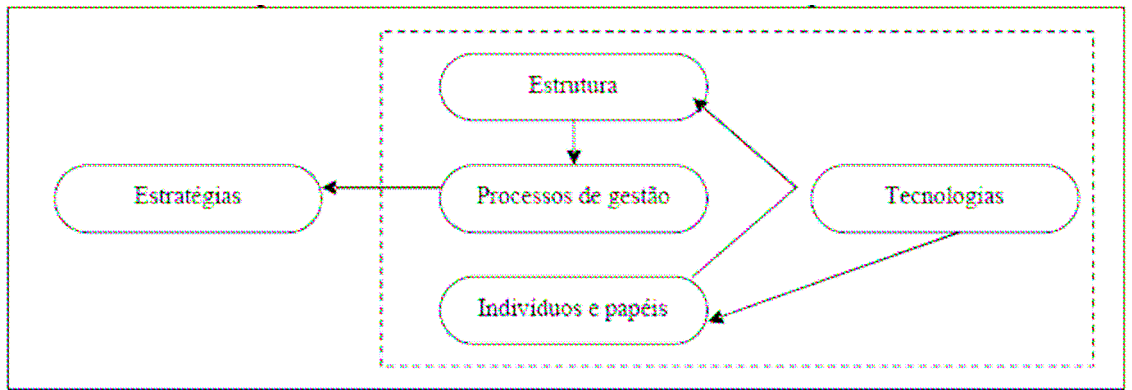 Estrutura
Estratégias
Processos de gestão
Tecnologias
Indivíduos e papéis